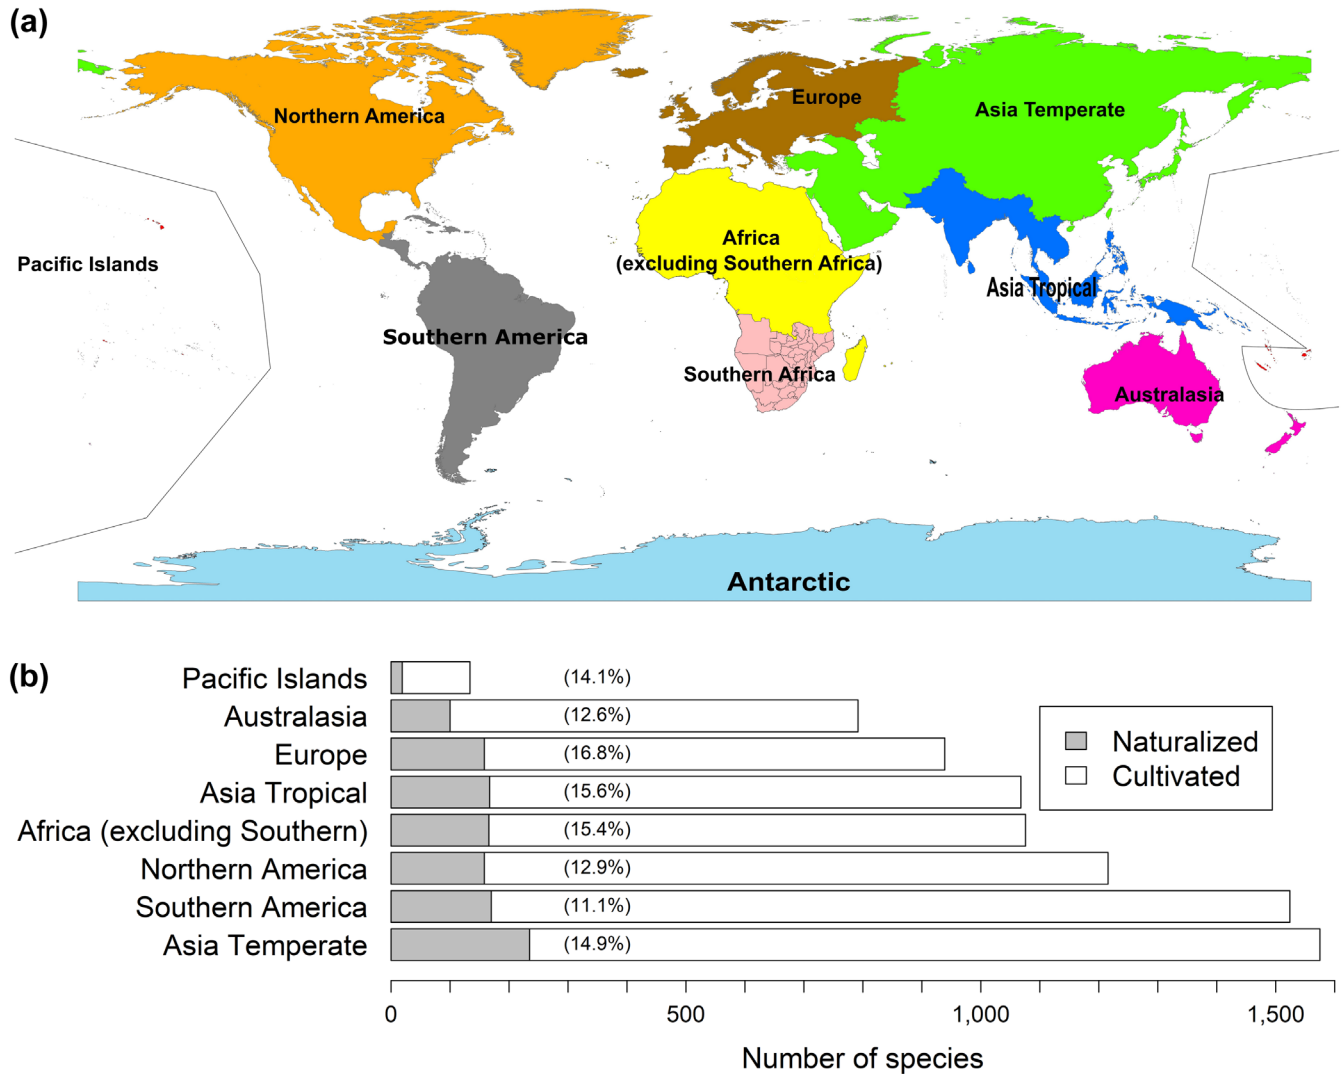 (a)
Northern America
Europe
Asia Temperate
Pacific Islands
Africa
(excluding Southern Africa)
Asia Tropical
Southern America
Southern Africa
Australasia
Antarctic
(b)
Pacific Islands (14.1%)
Australasia (12.6%)
Europe (16.8%)
Asia Tropical (15.6%)
Africa (excluding Southern) (15.4%)
Northern America (12.9%)
Southern America (11.1%)
Asia Temperate (14.9%)
Naturalized
Cultivated
0 500 1,000 1,500
Number of species